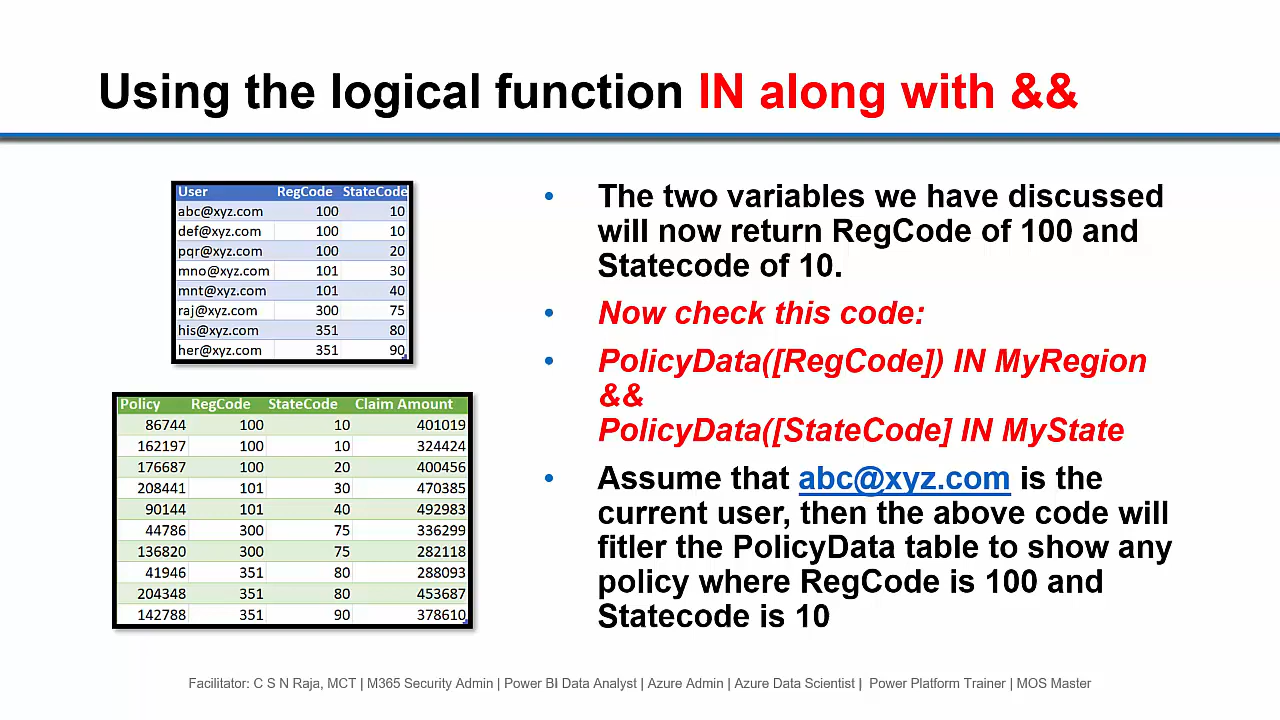 Using the logical function IN along with &&
User RegCode StateCode
abc@xyz.com 100 10
def@xyz.com 100 10
pqr@xyz.com 100 20
mno@xyz.com 101 30
mnt@xyz.com 101 40
raj@xyz.com 300 75
his@xyz.com 351 80
her@xyz.com 351 90
Policy RegCode StateCode Claim Amount
86744 100 10 401019
162197 100 10 324424
176687 100 20 400456
208441 101 30 470385
90144 101 40 492983
44786 300 75 336299
136820 300 75 282118
41946 351 80 288093
204348 351 80 453687
142788 351 90 378610
• The two variables we have discussed
will now return RegCode of 100 and
Statecode of 10.
• Now check this code:
• PolicyData([RegCode]) IN MyRegion
&&
PolicyData([StateCode] IN MyState
• Assume that abc@xyz.com is the
current user, then the above code will
fitler the PolicyData table to show any
policy where RegCode is 100 and
Statecode is 10
Facilitator: C S N Raja, MCT | M365 Security Admin | Power BI Data Analyst | Azure Admin | Azure Data Scientist | Power Platform Trainer | MOS Master